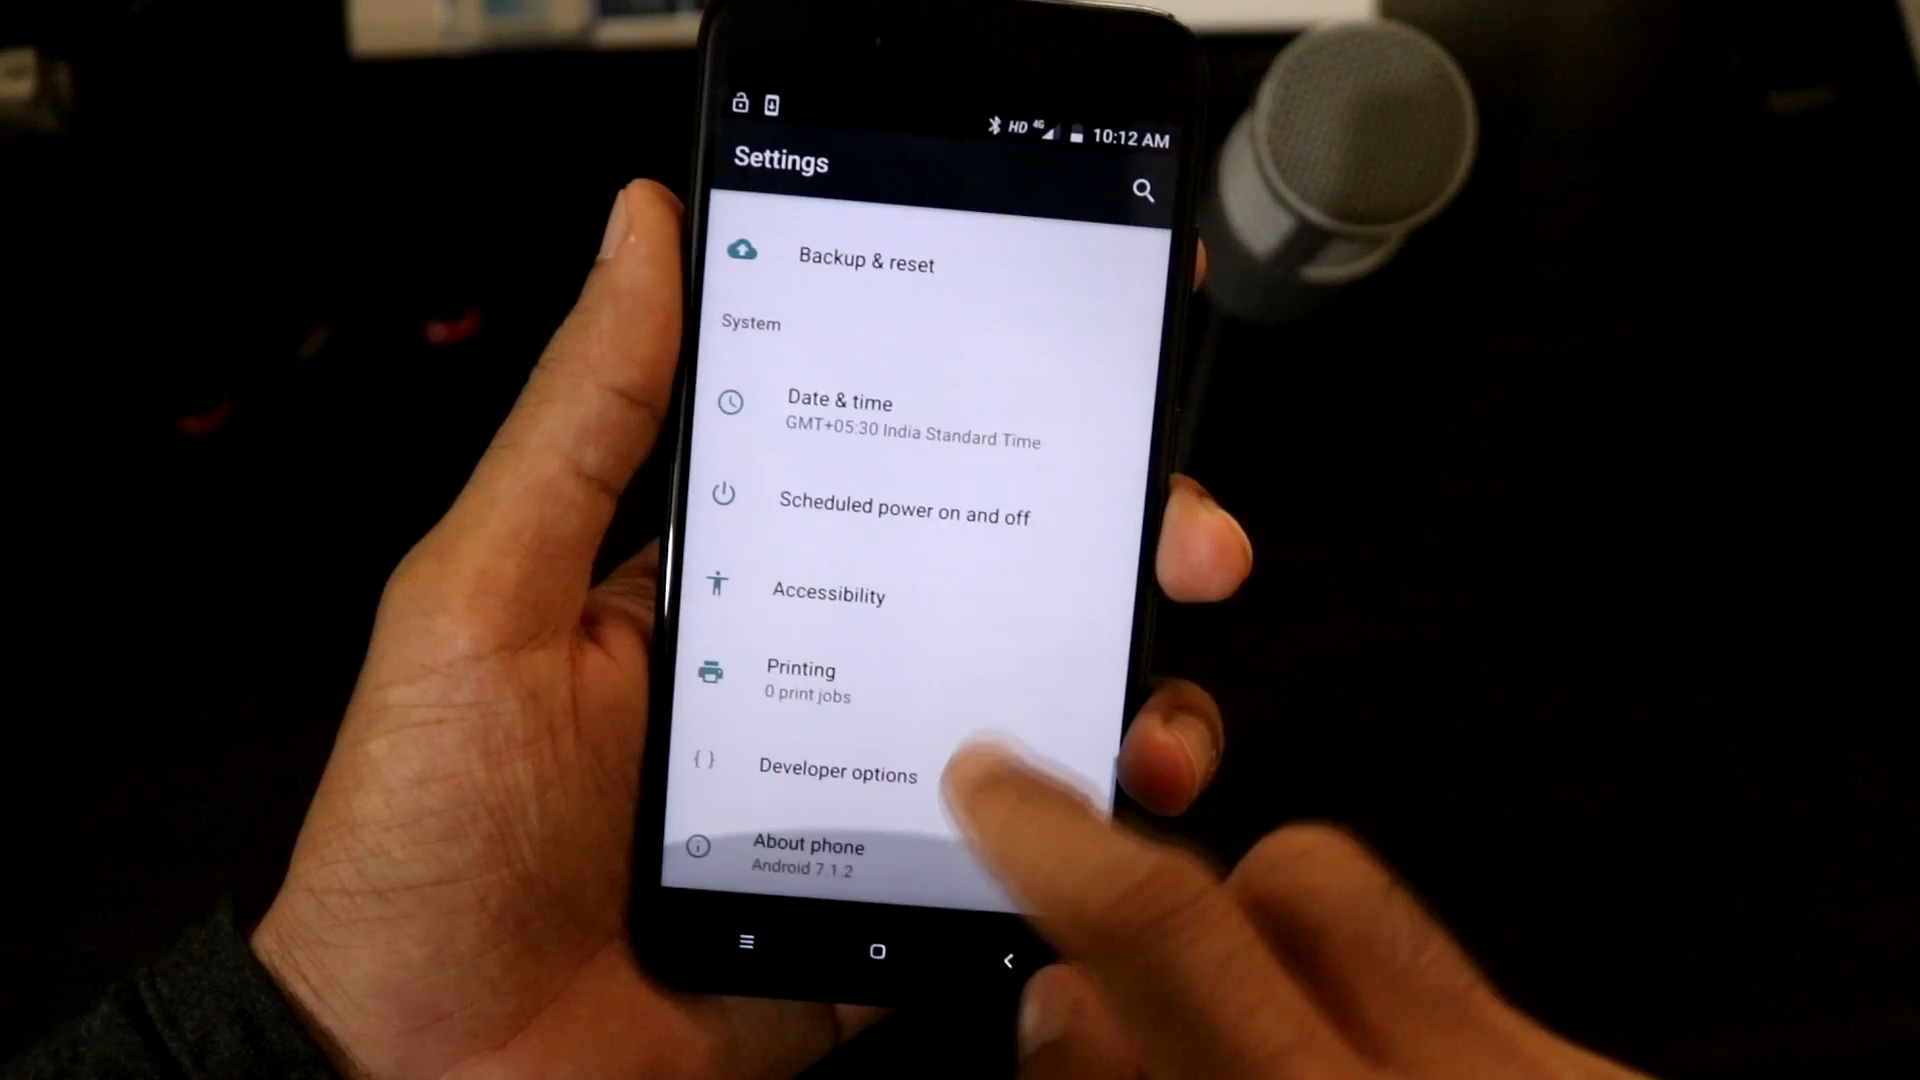 HD 4G 10:12 AM
Settings
Backup & reset
System
Date & time
GMT+05:30 India Standard Time
Scheduled power on and off
Accessibility
Printing
0 print jobs
{ } Developer options
About phone
Android 7.1.2